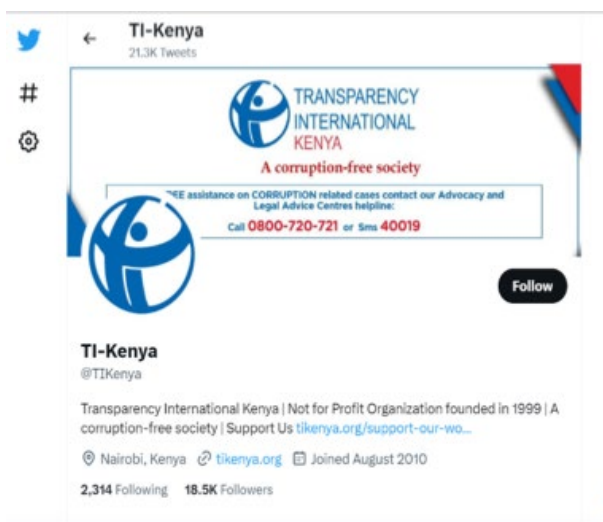 TI-Kenya
21.3K Tweets
#
TRANSPARENCY
INTERNATIONAL
KENYA
A corruption-free society
assistance on CORRUPTION related cases contact our Advocacy and
Legal Advice Centres helpline:
Call 0800-720-721 or Sms 40019
Follow
TI-Kenya
@TIKenya
Transparency International Kenya | Not for Profit Organization founded in 1999 | A
corruption-free society | Support Us tikenya.org/support-our-wo...
Nairobi, Kenya tikenya.org Joined August 2010
2,314 Following 18.5K Followers